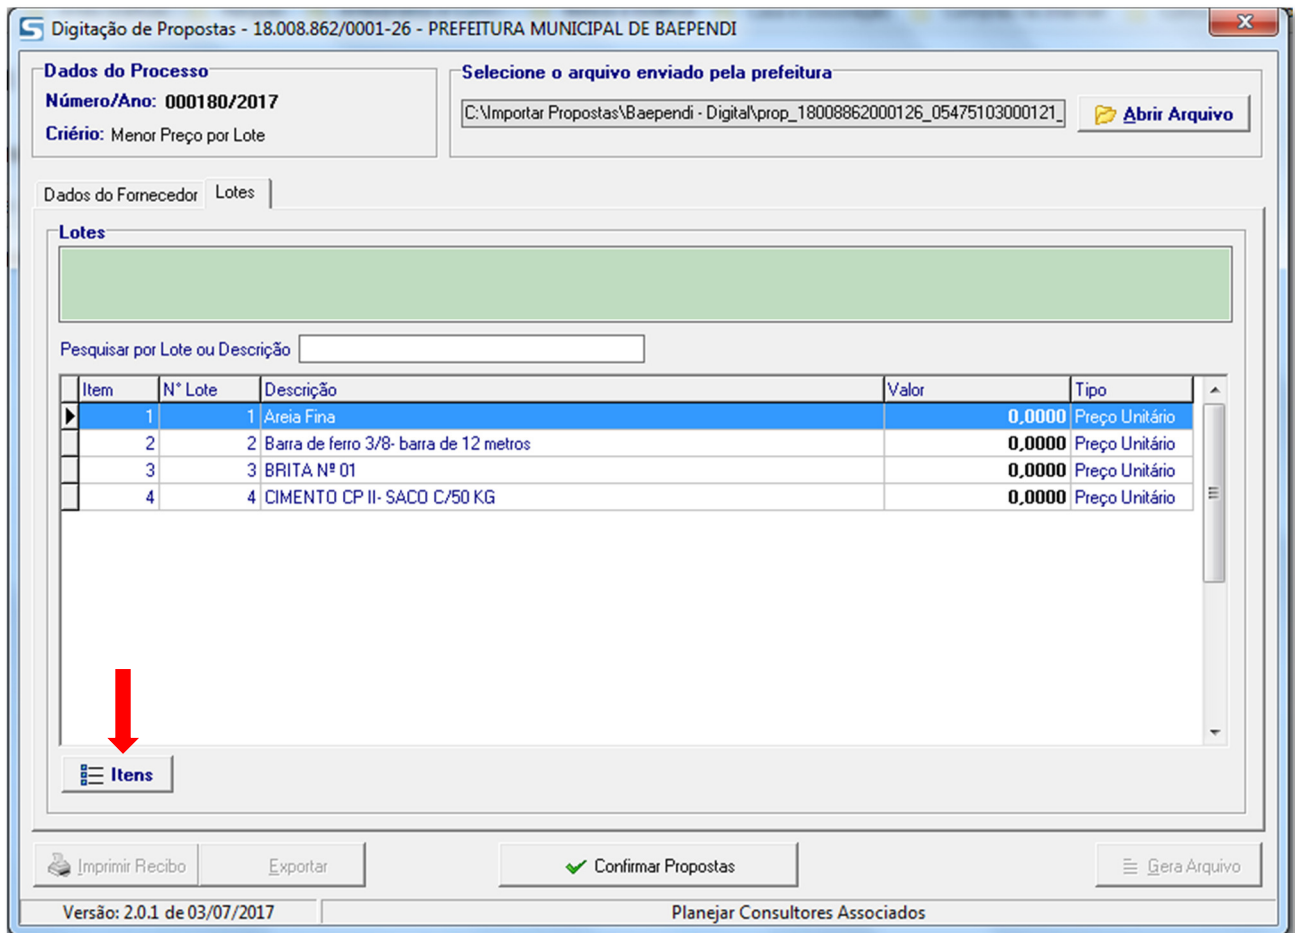 Digitação de Propostas - 18.008.862/0001-26 - PREFEITURA MUNICIPAL DE BAEPENDI
x
Dados do Processo
Número/Ano: 000180/2017
Criério: Menor Preço por Lote
Selecione o arquivo enviado pela prefeitura
C:\Importar Propostas\Baependi - Digital\prop_18008862000126_05475103000121_
Abrir Arquivo
Dados do Fornecedor Lotes
Lotes
Pesquisar por Lote ou Descrição
Item N° Lote Descrição Valor Tipo
1 1 Areia Fina 0,0000 Preço Unitário
2 2 Barra de ferro 3/8- barra de 12 metros 0,0000 Preço Unitário
3 3 BRITA Nº 01 0,0000 Preço Unitário
4 4 CIMENTO CP II- SACO C/50 KG 0,0000 Preço Unitário
Itens
Imprimir Recibo Exportar Confirmar Propostas Gera Arquivo
Versão: 2.0.1 de 03/07/2017 Planejar Consultores Associados